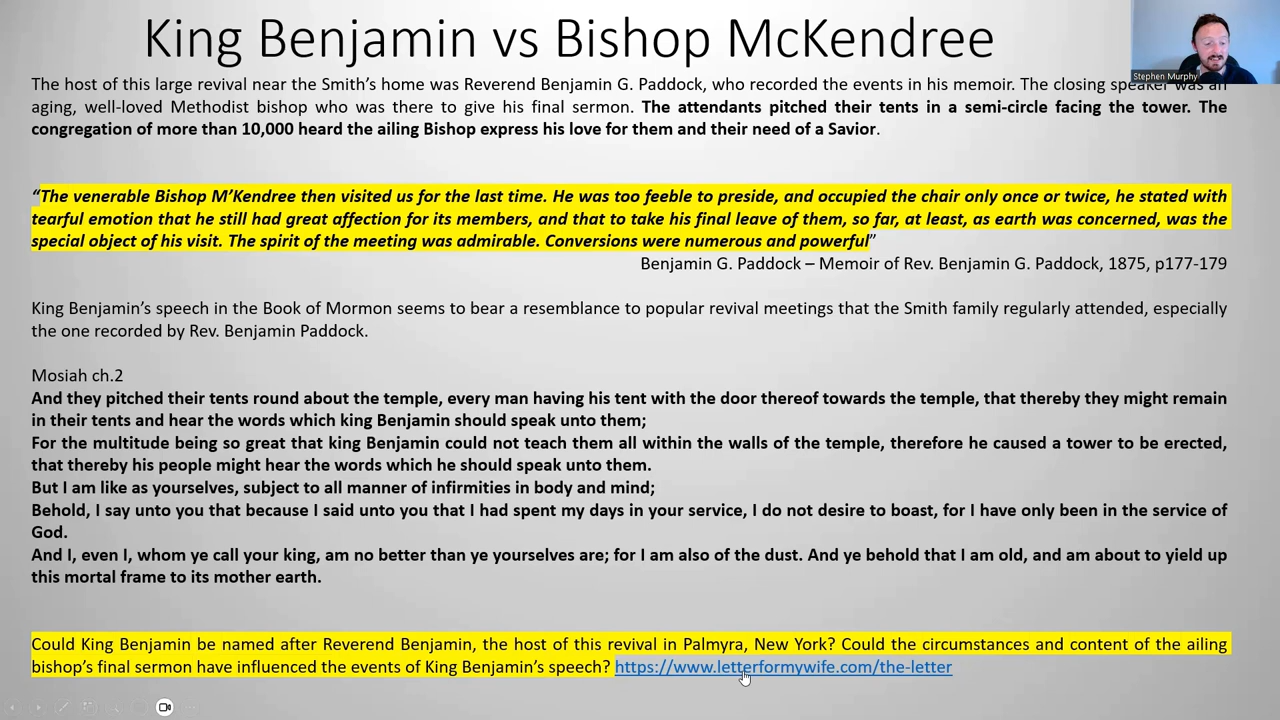 King Benjamin vs Bishop McKendree
Stephen Murphy
The host of this large revival near the Smith's home was Reverend Benjamin G. Paddock, who recorded the events in his memoir. The closing speaker was an
aging, well-loved Methodist bishop who was there to give his final sermon. The attendants pitched their tents in a semi-circle facing the tower. The
congregation of more than 10,000 heard the ailing Bishop express his love for them and their need of a Savior.
“The venerable Bishop M’Kendree then visited us for the last time. He was too feeble to preside, and occupied the chair only once or twice, he stated with
tearful emotion that he still had great affection for its members, and that to take his final leave of them, so far, at least, as earth was concerned, was the
special object of his visit. The spirit of the meeting was admirable. Conversions were numerous and powerful”
Benjamin G. Paddock – Memoir of Rev. Benjamin G. Paddock, 1875, p177-179
King Benjamin’s speech in the Book of Mormon seems to bear a resemblance to popular revival meetings that the Smith family regularly attended, especially
the one recorded by Rev. Benjamin Paddock.
Mosiah ch.2
And they pitched their tents round about the temple, every man having his tent with the door thereof towards the temple, that thereby they might remain
in their tents and hear the words which king Benjamin should speak unto them;
For the multitude being so great that king Benjamin could not teach them all within the walls of the temple, therefore he caused a tower to be erected,
that thereby his people might hear the words which he should speak unto them.
But I am like as yourselves, subject to all manner of infirmities in body and mind;
Behold, I say unto you that because I said unto you that I had spent my days in your service, I do not desire to boast, for I have only been in the service of
God.
And I, even I, whom ye call your king, am no better than ye yourselves are; for I am also of the dust. And ye behold that I am old, and am about to yield up
this mortal frame to its mother earth.
Could King Benjamin be named after Reverend Benjamin, the host of this revival in Palmyra, New York? Could the circumstances and content of the ailing
bishop’s final sermon have influenced the events of King Benjamin’s speech? https://www.letterformywife.com/the-letter